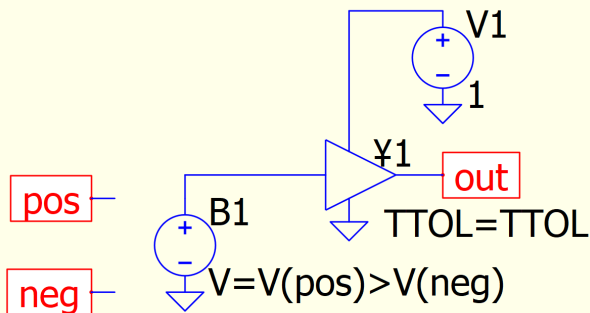 V1
1
¥1
pos
out
B1
TTOL=TTOL
neg
V=V(pos)>V(neg)